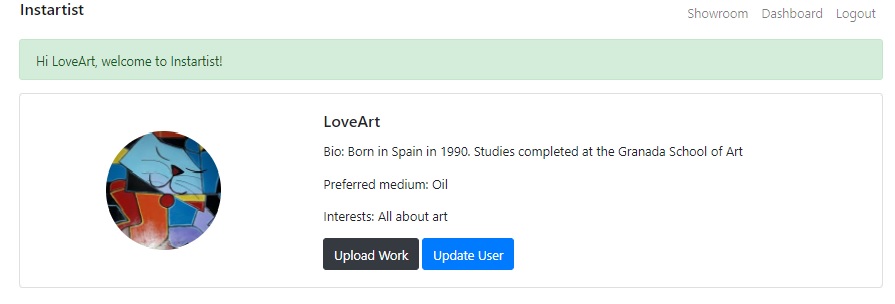 Instartist
Showroom Dashboard Logout
Hi LoveArt, welcome to Instartist!
LoveArt
Bio: Born in Spain in 1990. Studies completed at the Granada School of Art
Preferred medium: Oil
Interests: All about art
Upload Work Update User